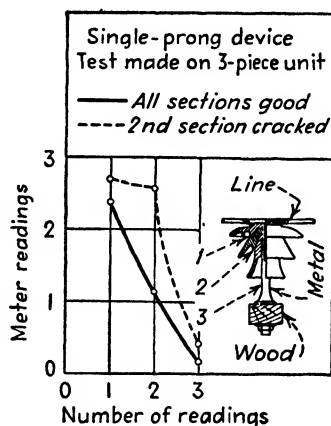 Single-prong device
Test made on 3-piece unit
All sections good
2nd section cracked
3
2
1
0
Meter readings
0 1 2 3
Number of readings
Line
1
2
3
Metal
Wood